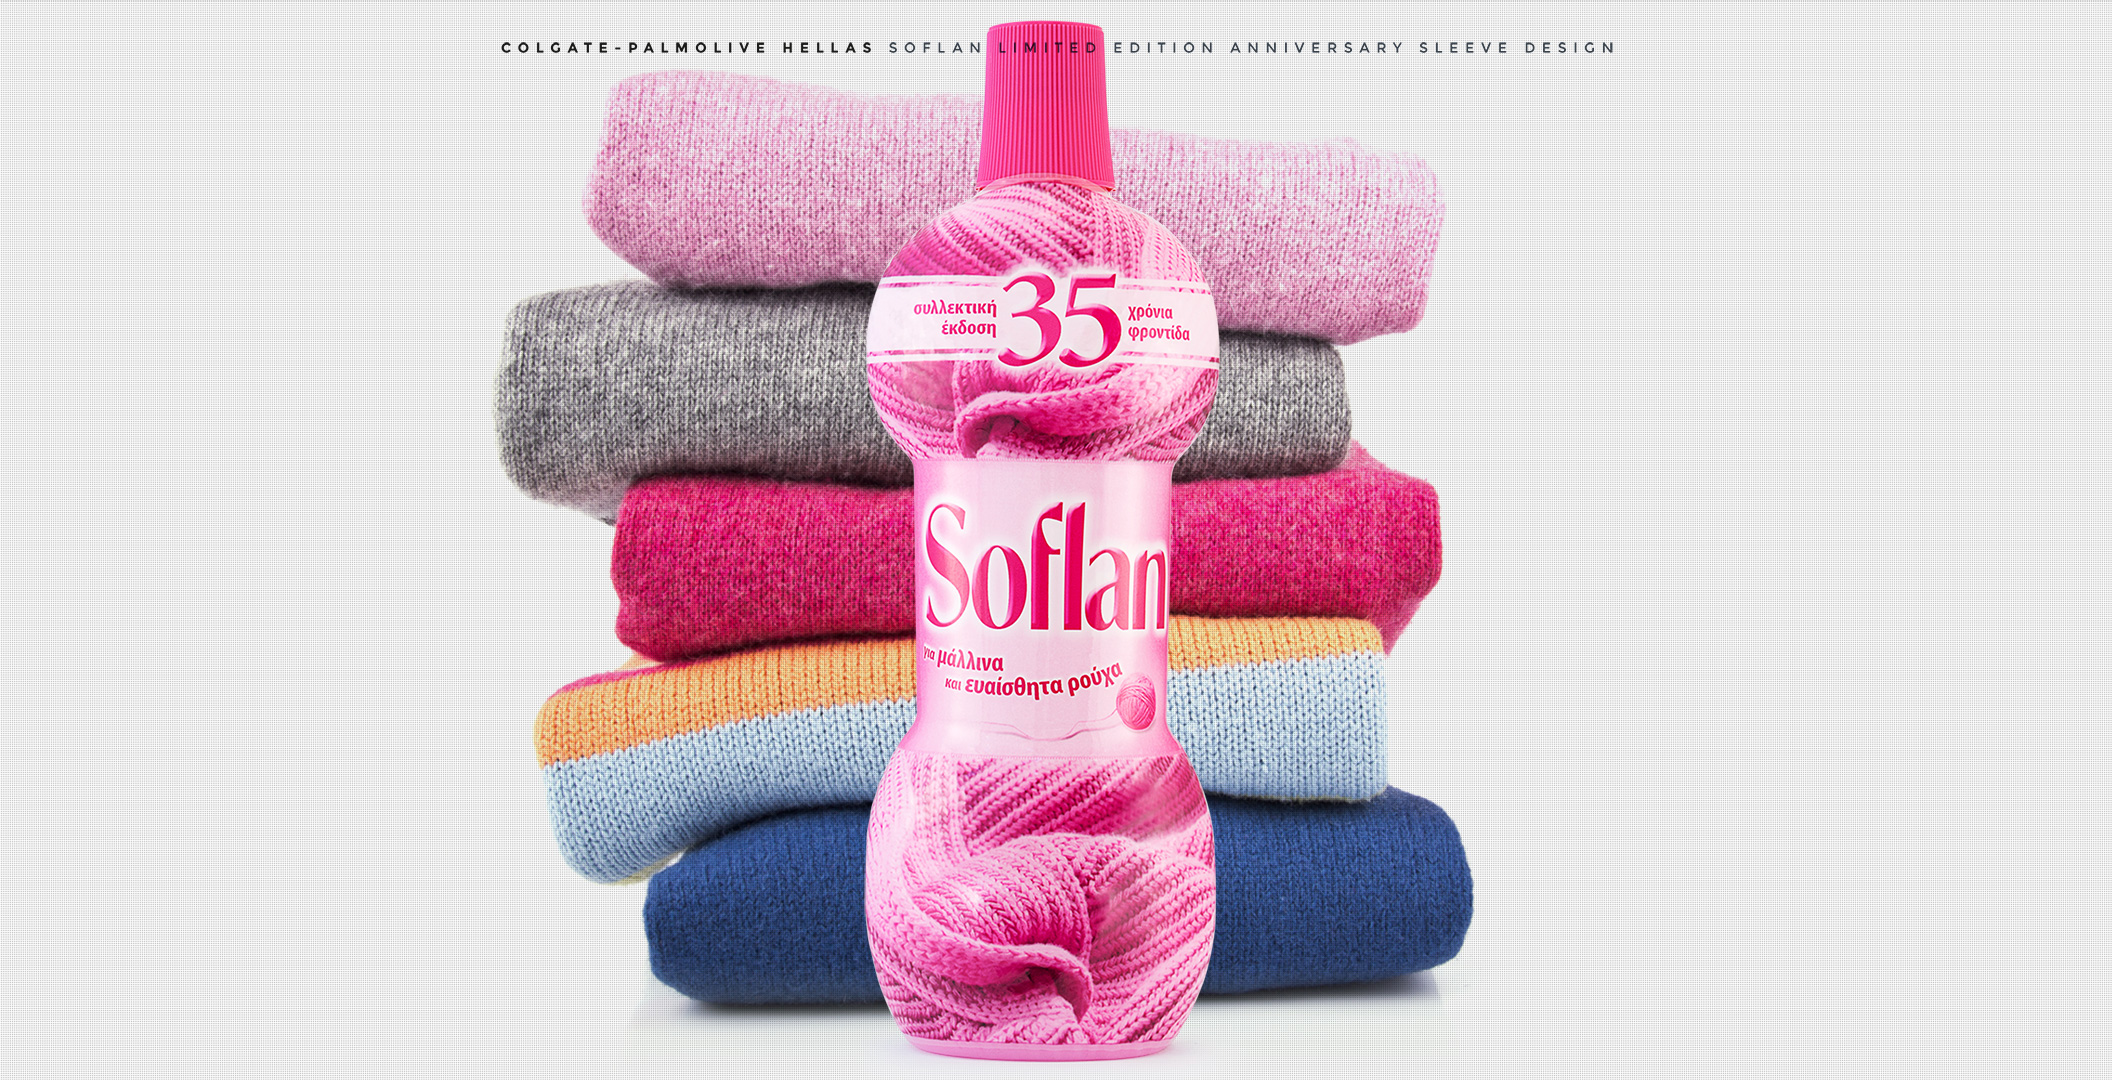 COLGATE-PALMOLIVE HELLAS SOFLAN LIMITED EDITION ANNIVERSARY SLEEVE DESIGN
συλλεκτική
έκδοση
35
χρόνια
φροντίδα
Soflan
για μάλλινα
και ευαίσθητα ρούχα